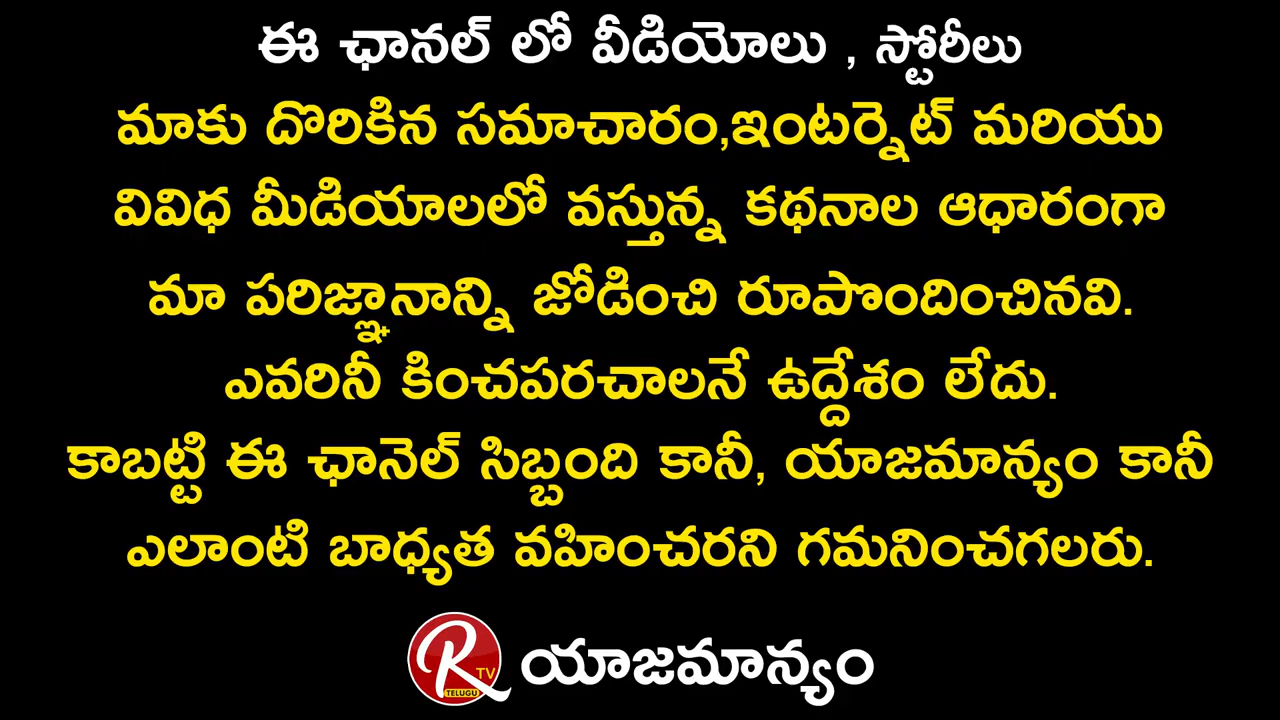 ఈ ఛానల్ లో వీడియోలు , స్టోరీలు
మాకు దొరికిన సమాచారం,ఇంటర్నెట్ మరియు
వివిధ మీడియాలలో వస్తున్న కథనాల ఆధారంగా
మా పరిజ్ఞానాన్ని జోడించి రూపొందించినవి.
ఎవరినీ కించపరచాలనే ఉద్దేశం లేదు.
కాబట్టి ఈ ఛానెల్ సిబ్బంది కానీ, యాజమాన్యం కానీ
ఎలాంటి బాధ్యత వహించరని గమనించగలరు.
R TV TELUGU యాజమాన్యం